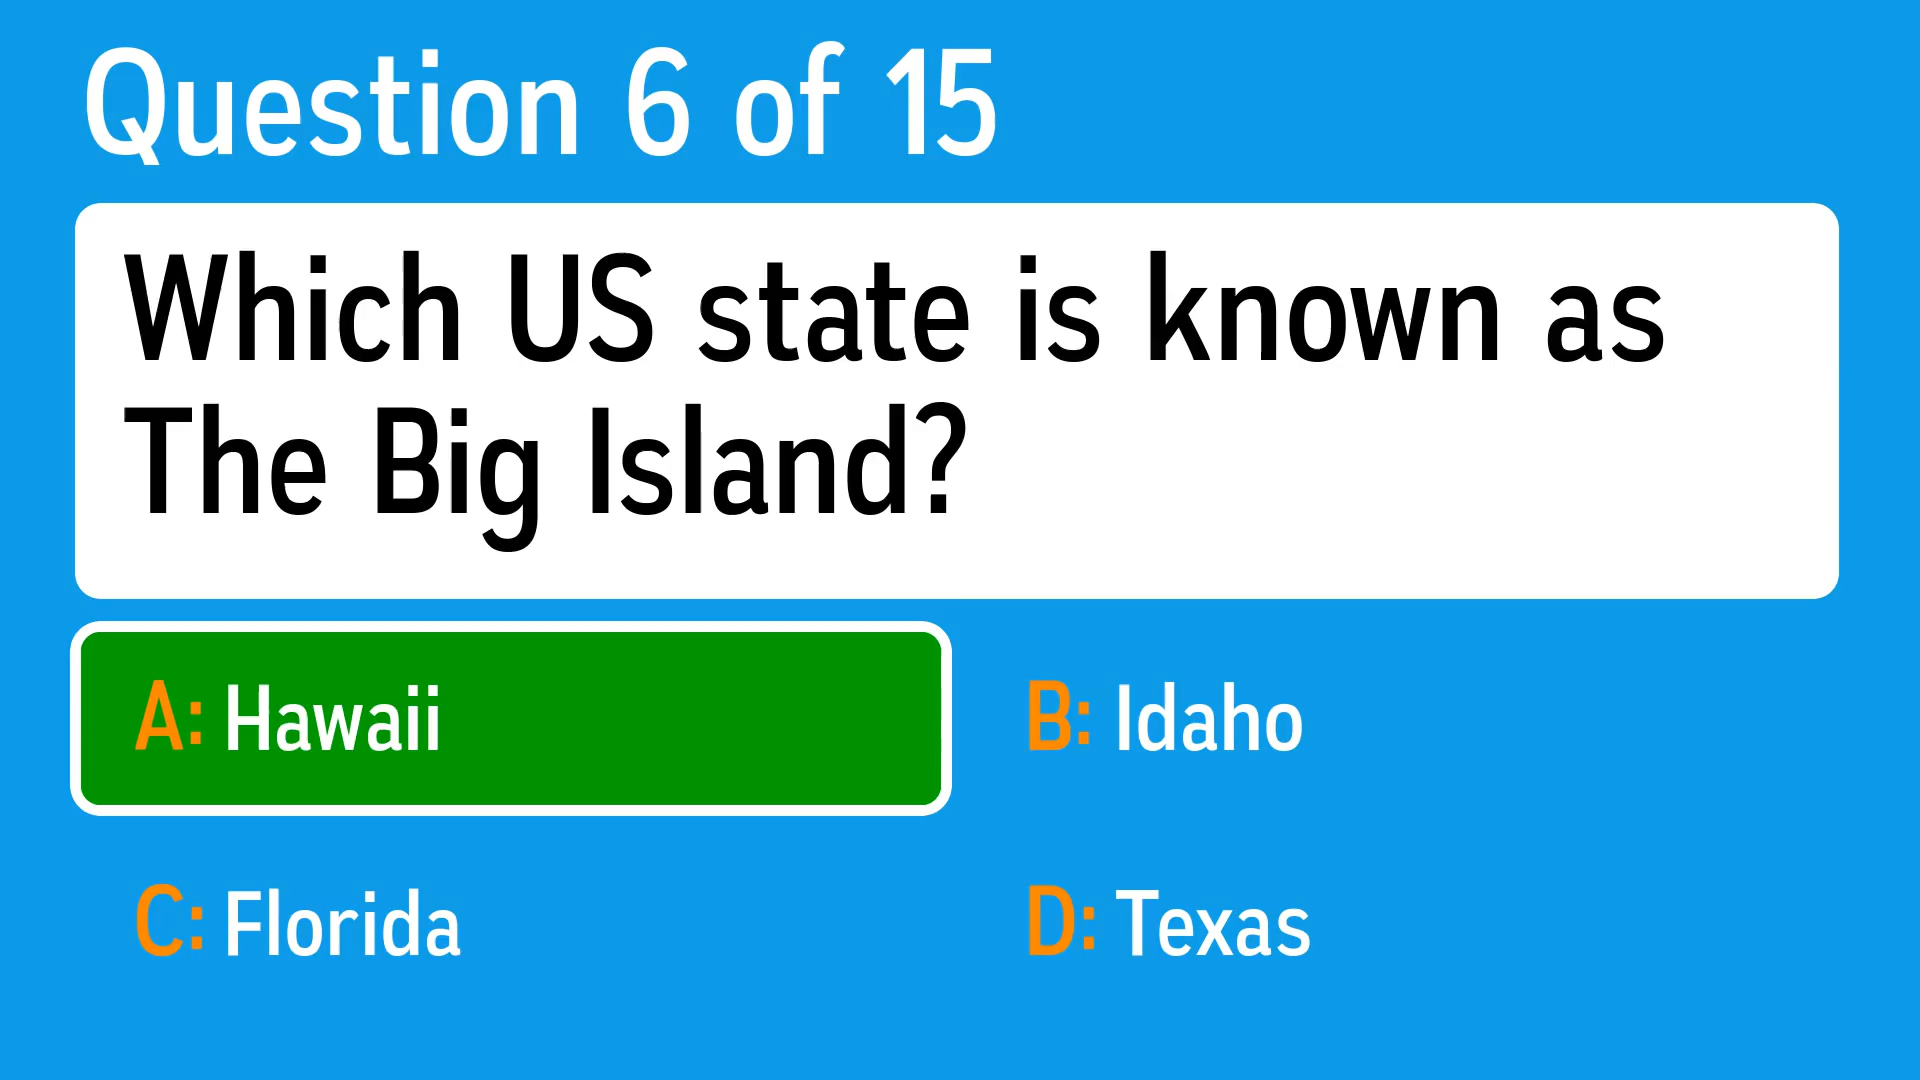 Question 6 of 15
Which US state is known as
The Big Island?
A: Hawaii
B: Idaho
C: Florida
D: Texas